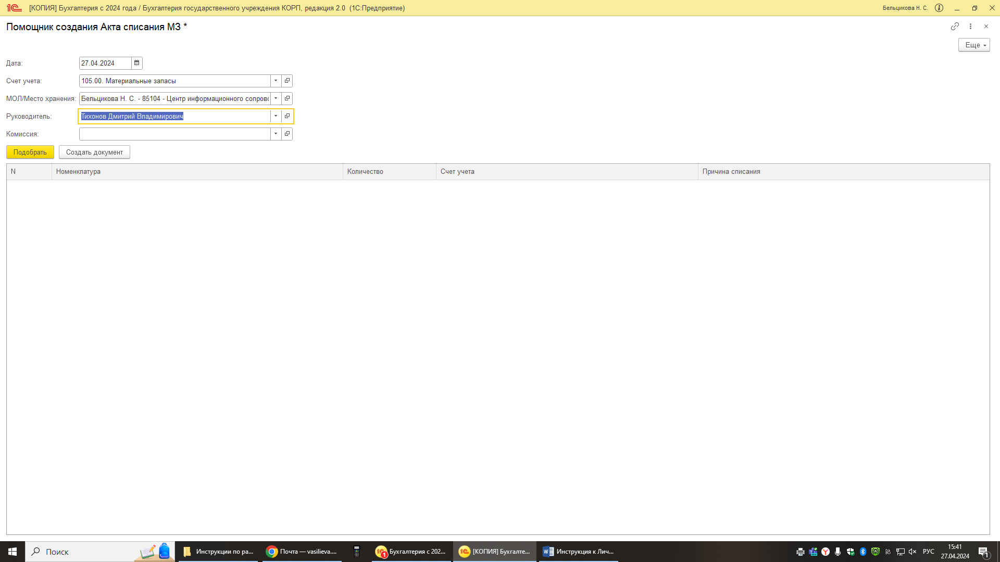 1С [КОПИЯ] Бухгалтерия с 2024 года / Бухгалтерия государственного учреждения КОРП, редакция 2.0 (1С:Предприятие) Бельцикова Н. С.
Помощник создания Акта списания МЗ *
Еще
Дата: 27.04.2024
Счет учета: 105.00. Материальные запасы
МОЛ/Место хранения: Бельцикова Н. С. - 85104 - Центр информационного сопров
Руководитель: Тихонов Дмитрий Владимирович
Комиссия:
Подобрать Создать документ
N Номенклатура Количество Счет учета Причина списания
Поиск Инструкции по ра... Почта — vasilieva.... Бухгалтерия с 202... [КОПИЯ] Бухгалте... Инструкция к Лич... РУС 15:41
27.04.2024